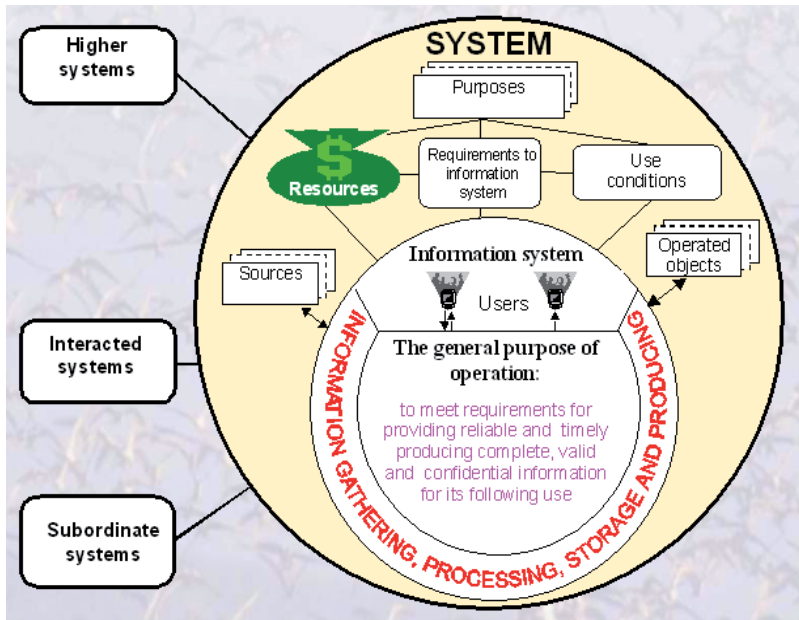 Higher
systems
SYSTEM
Purposes
$
Resources
Requirements to
information
system
Use
conditions
Sources
Information system
Operated
objects
Users
Interacted
systems
The general purpose of
operation:
to meet requirements for
providing reliable and timely
producing complete, valid
and confidential information
for its following use
INFORMATION GATHERING, PROCESSING, STORAGE AND PRODUCING
Subordinate
systems